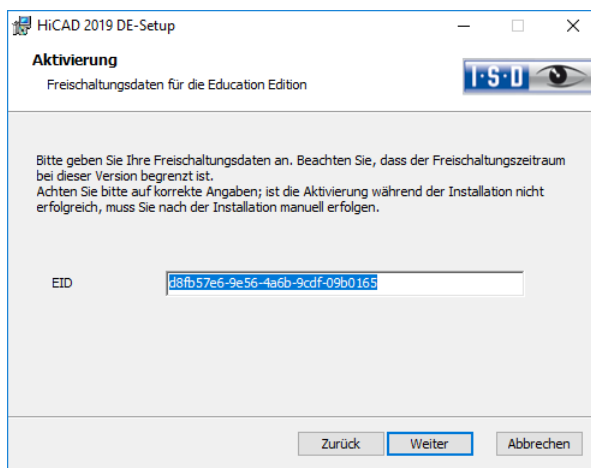 HiCAD 2019 DE-Setup
Aktivierung
Freischaltungsdaten für die Education Edition
I·S·D
Bitte geben Sie Ihre Freischaltungsdaten an. Beachten Sie, dass der Freischaltungszeitraum
bei dieser Version begrenzt ist.
Achten Sie bitte auf korrekte Angaben; ist die Aktivierung während der Installation nicht
erfolgreich, muss Sie nach der Installation manuell erfolgen.
EID d8fb57e6-9e56-4a6b-9cdf-09b0165
Zurück Weiter Abbrechen